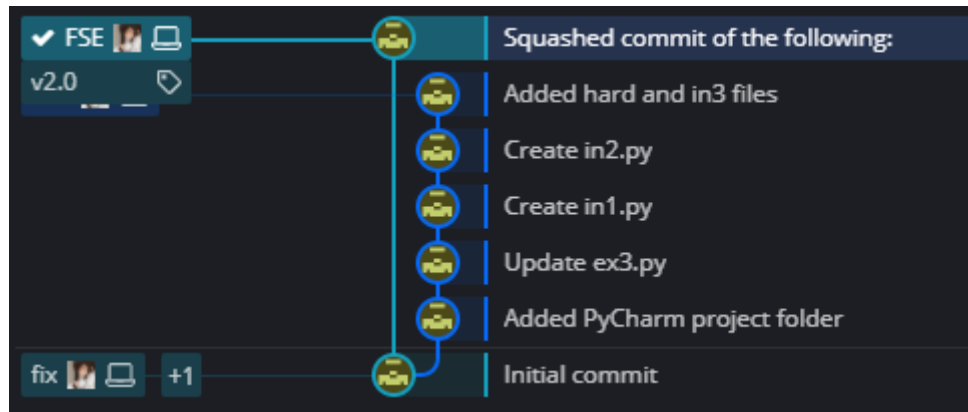 FSE Squashed commit of the following:
v2.0
Added hard and in3 files
Create in2.py
Create in1.py
Update ex3.py
Added PyCharm project folder
fix +1 Initial commit